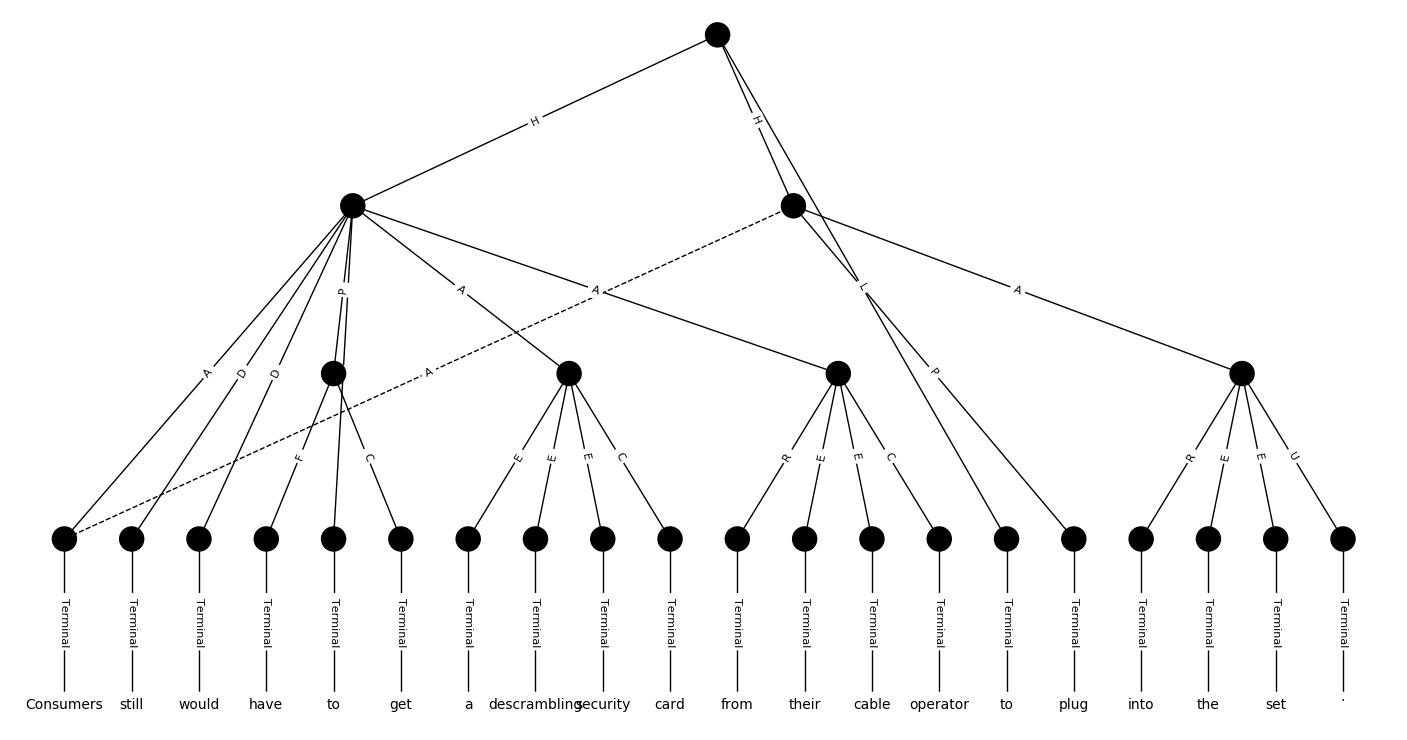 H H
P A A L A
A D D A P
F C E E E C R E E C R E E U
Terminal Terminal Terminal Terminal Terminal Terminal Terminal Terminal Terminal Terminal Terminal Terminal Terminal Terminal Terminal Terminal Terminal Terminal Terminal Terminal
Consumers still would have to get a descrambling security card from their cable operator to plug into the set .